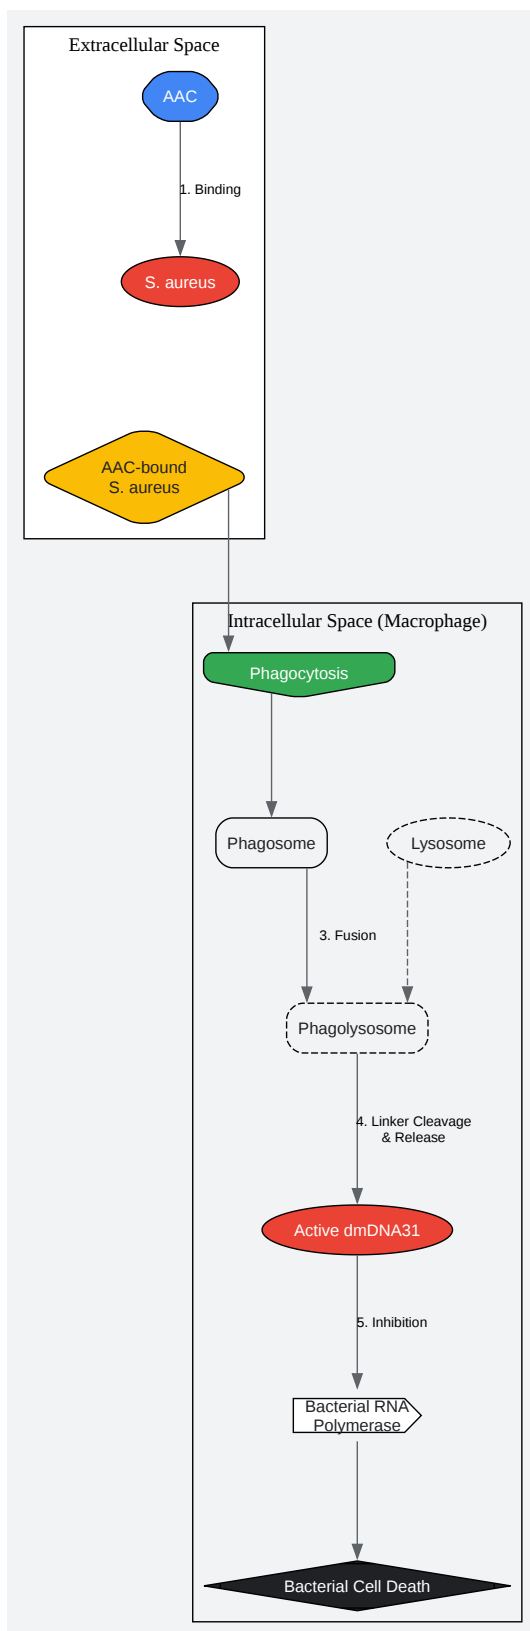 Extracellular Space
AAC
1. Binding
S. aureus
AAC-bound
S. aureus
Intracellular Space (Macrophage)
Phagocytosis
Phagosome
Lysosome
3. Fusion
Phagolysosome
4. Linker Cleavage
& Release
Active dmDNA31
5. Inhibition
Bacterial RNA
Polymerase
Bacterial Cell Death